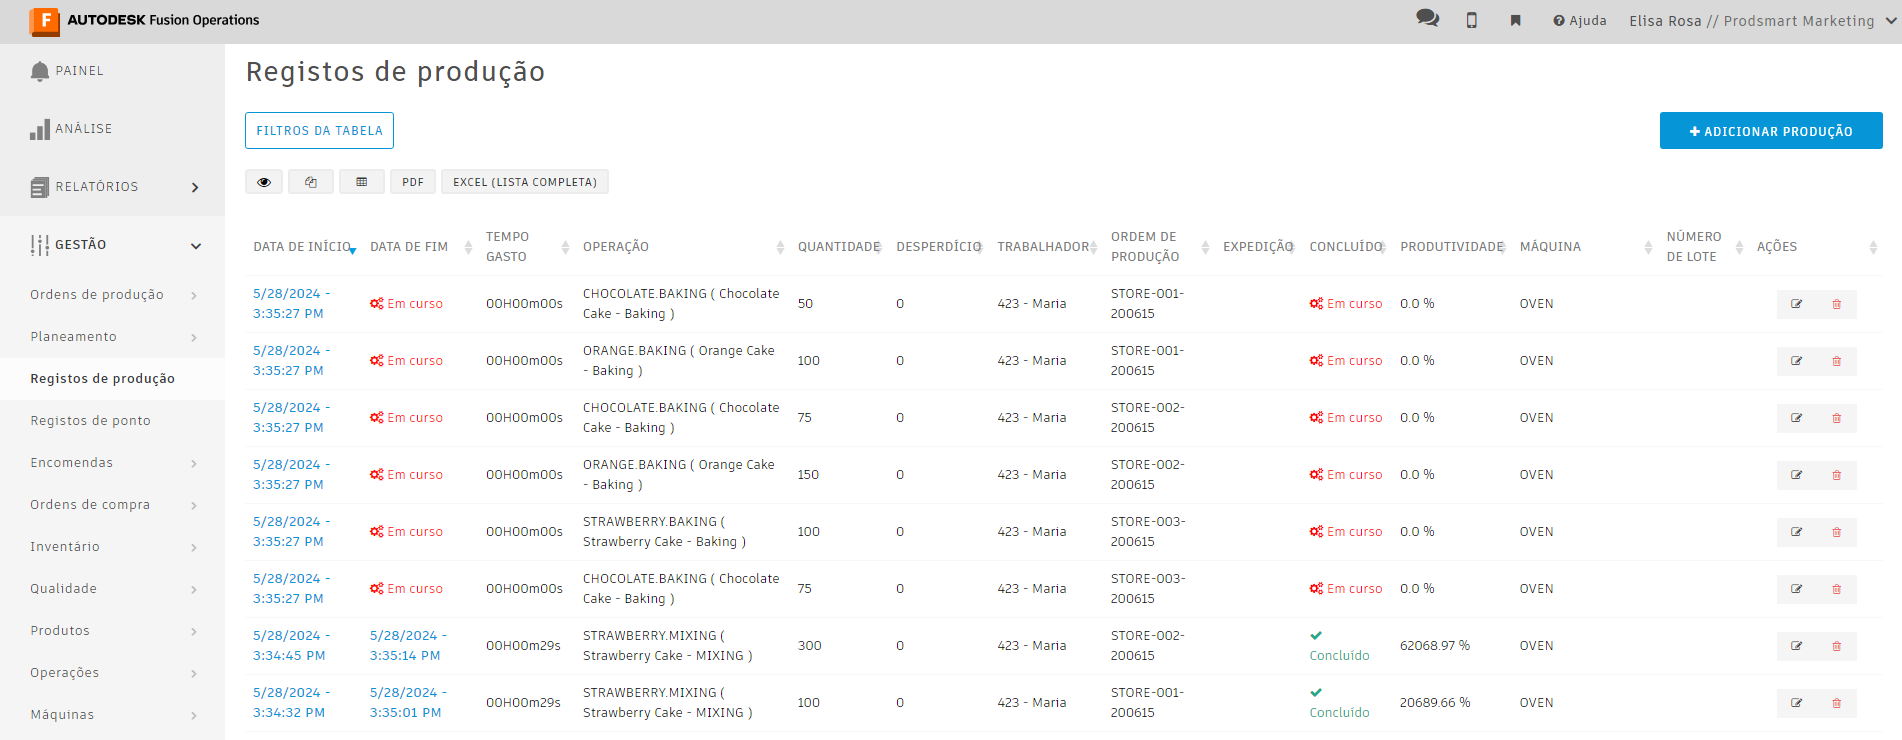 AUTODESK Fusion Operations
Ajuda
Elisa Rosa // Prodsmart Marketing
PAINEL
ANÁLISE
RELATÓRIOS
GESTÃO
Ordens de produção
Planeamento
Registos de produção
Registos de ponto
Encomendas
Ordens de compra
Inventário
Qualidade
Produtos
Operações
Máquinas
Registos de produção
FILTROS DA TABELA
+ ADICIONAR PRODUÇÃO
PDF
EXCEL (LISTA COMPLETA)
DATA DE INÍCIO DATA DE FIM TEMPO GASTO OPERAÇÃO QUANTIDADE DESPERDÍCIO TRABALHADOR ORDEM DE PRODUÇÃO EXPEDIÇÃO CONCLUÍDO PRODUTIVIDADE MÁQUINA NÚMERO DE LOTE AÇÕES
5/28/2024 - 3:35:27 PM Em curso 00H00m00s CHOCOLATE.BAKING ( Chocolate Cake - Baking ) 50 0 423 - Maria STORE-001-200615 Em curso 0.0 % OVEN
5/28/2024 - 3:35:27 PM Em curso 00H00m00s ORANGE.BAKING ( Orange Cake - Baking ) 100 0 423 - Maria STORE-001-200615 Em curso 0.0 % OVEN
5/28/2024 - 3:35:27 PM Em curso 00H00m00s CHOCOLATE.BAKING ( Chocolate Cake - Baking ) 75 0 423 - Maria STORE-002-200615 Em curso 0.0 % OVEN
5/28/2024 - 3:35:27 PM Em curso 00H00m00s ORANGE.BAKING ( Orange Cake - Baking ) 150 0 423 - Maria STORE-002-200615 Em curso 0.0 % OVEN
5/28/2024 - 3:35:27 PM Em curso 00H00m00s STRAWBERRY.BAKING ( Strawberry Cake - Baking ) 100 0 423 - Maria STORE-003-200615 Em curso 0.0 % OVEN
5/28/2024 - 3:35:27 PM Em curso 00H00m00s CHOCOLATE.BAKING ( Chocolate Cake - Baking ) 75 0 423 - Maria STORE-003-200615 Em curso 0.0 % OVEN
5/28/2024 - 3:34:45 PM 5/28/2024 - 3:35:14 PM 00H00m29s STRAWBERRY.MIXING ( Strawberry Cake - MIXING ) 300 0 423 - Maria STORE-002-200615 Concluído 62068.97 % OVEN
5/28/2024 - 3:34:32 PM 5/28/2024 - 3:35:01 PM 00H00m29s STRAWBERRY.MIXING ( Strawberry Cake - MIXING ) 100 0 423 - Maria STORE-001-200615 Concluído 20689.66 % OVEN